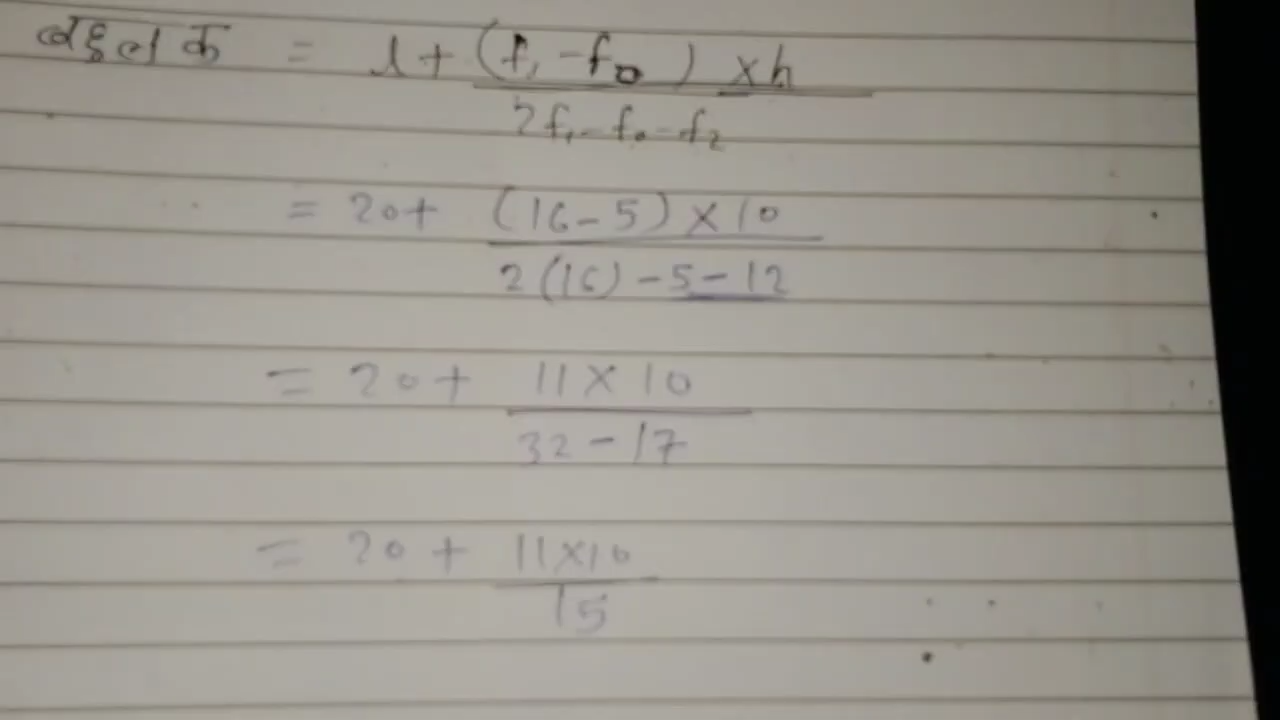 बहुलक = l + (f₁ - f₀) × h
2f₁ - f₀ - f₂
= 20 + (16 - 5) × 10
2(16) - 5 - 12
= 20 + 11 × 10
32 - 17
= 20 + 11×10
15